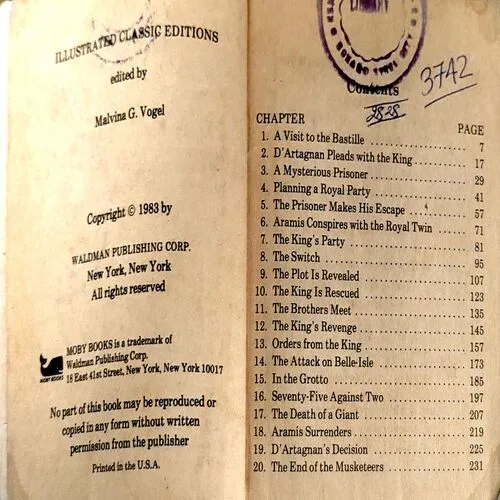 ILLUSTRATED CLASSIC EDITIONS
edited by
Malvina G. Vogel
Copyright © 1983 by
WALDMAN PUBLISHING CORP.
New York, New York
All rights reserved
MOBY BOOKS is a trademark of
Waldman Publishing Corp.
18 East 41st Street, New York, New York 10017
MOBY BOOKS
No part of this book may be reproduced or
copied in any form without written
permission from the publisher
Printed in the U.S.A.
LIBRARY
3742
Contents
2828
CHAPTER PAGE
1. A Visit to the Bastille 7
2. D'Artagnan Pleads with the King 17
3. A Mysterious Prisoner 29
4. Planning a Royal Party 41
5. The Prisoner Makes His Escape 57
6. Aramis Conspires with the Royal Twin 71
7. The King's Party 81
8. The Switch 95
9. The Plot Is Revealed 107
10. The King Is Rescued 123
11. The Brothers Meet 135
12. The King's Revenge 145
13. Orders from the King 157
14. The Attack on Belle-Isle 173
15. In the Grotto 185
16. Seventy-Five Against Two 197
17. The Death of a Giant 207
18. Aramis Surrenders 219
19. D'Artagnan's Decision 225
20. The End of the Musketeers 231